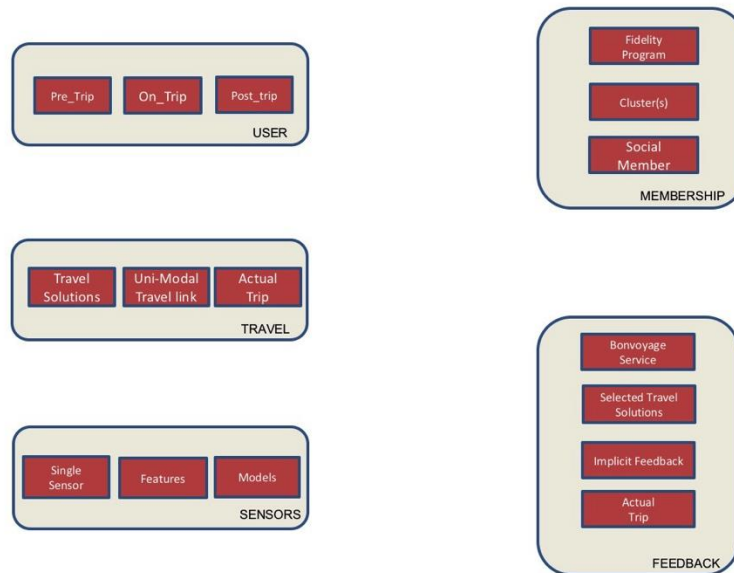 Pre_Trip
On_Trip
Post_trip
USER
Travel
Solutions
Uni-Modal
Travel link
Actual
Trip
TRAVEL
Single
Sensor
Features
Models
SENSORS
Fidelity
Program
Cluster(s)
Social
Member
MEMBERSHIP
Bonvoyage
Service
Selected Travel
Solutions
Implicit Feedback
Actual
Trip
FEEDBACK